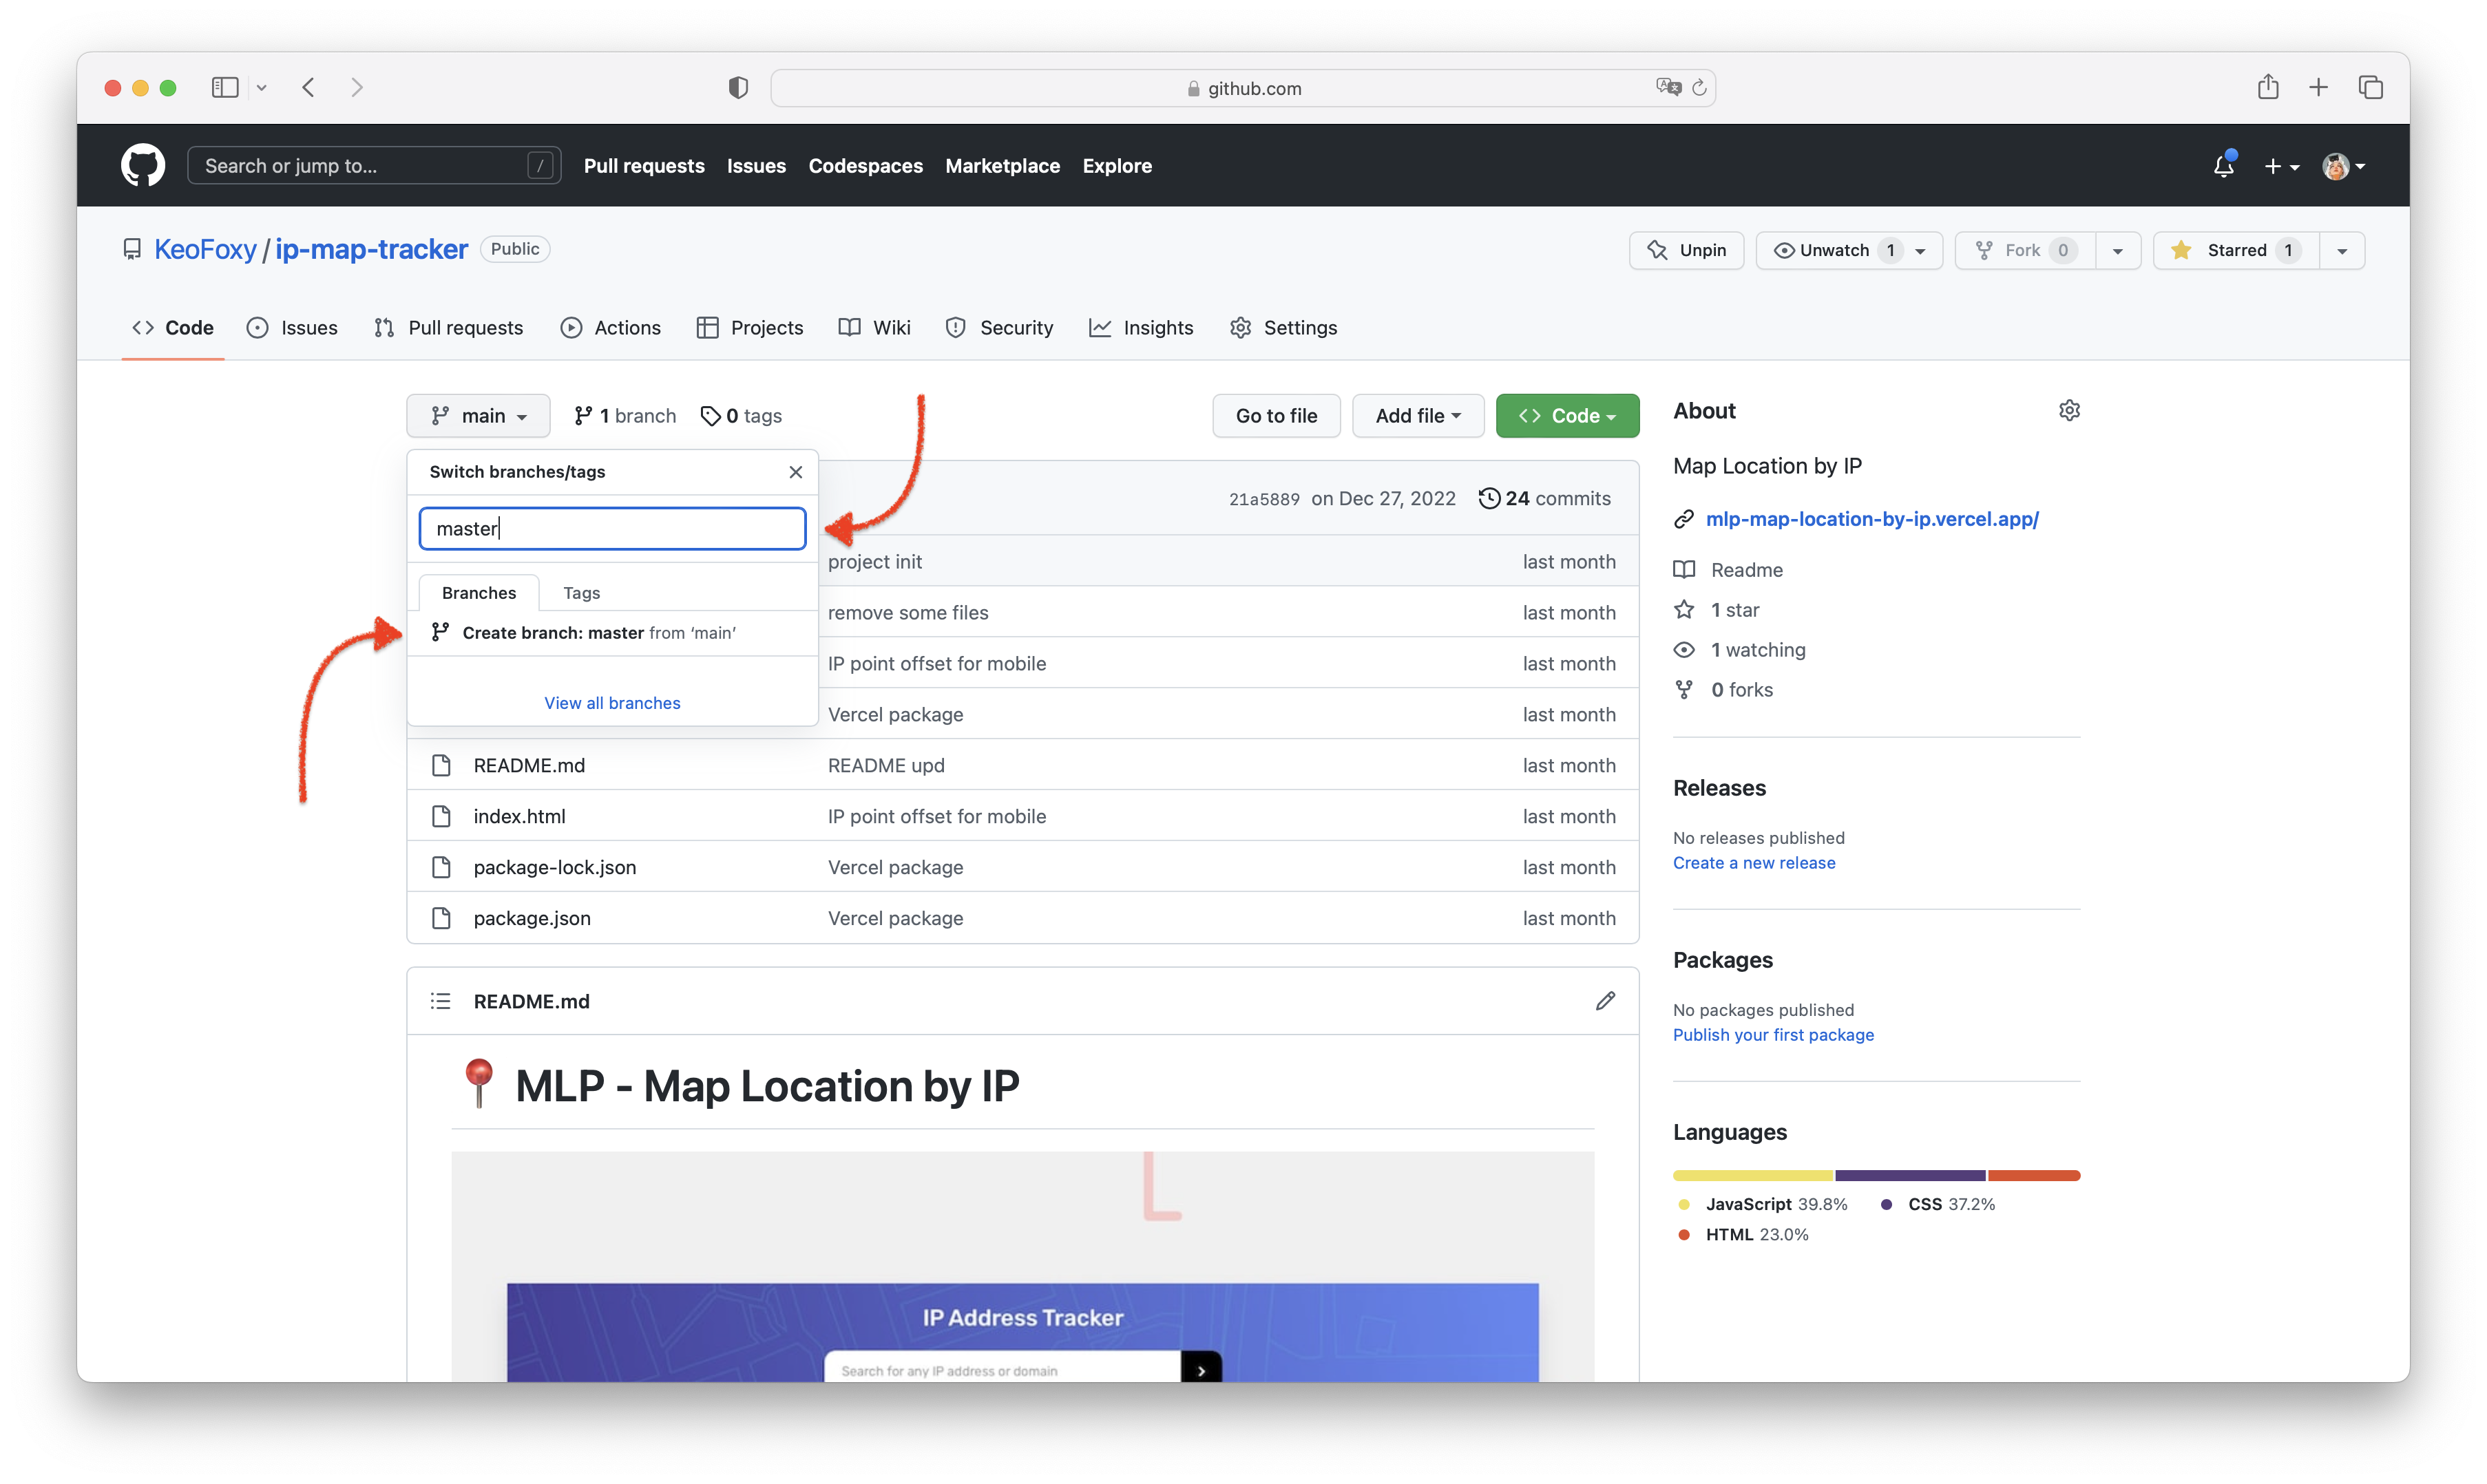 github.com
Search or jump to... /
Pull requests Issues Codespaces Marketplace Explore
KeoFoxy / ip-map-tracker Public
Unpin Unwatch 1 Fork 0 Starred 1
Code Issues Pull requests Actions Projects Wiki Security Insights Settings
main 1 branch 0 tags Go to file Add file Code
Switch branches/tags
master
Branches Tags
Create branch: master from ‘main’
View all branches
21a5889 on Dec 27, 2022 24 commits
project init last month
remove some files last month
IP point offset for mobile last month
Vercel package last month
README.md README upd last month
index.html IP point offset for mobile last month
package-lock.json Vercel package last month
package.json Vercel package last month
README.md
MLP - Map Location by IP
L
IP Address Tracker
Search for any IP address or domain
About
Map Location by IP
mlp-map-location-by-ip.vercel.app/
Readme
1 star
1 watching
0 forks
Releases
No releases published
Create a new release
Packages
No packages published
Publish your first package
Languages
JavaScript 39.8% CSS 37.2%
HTML 23.0%